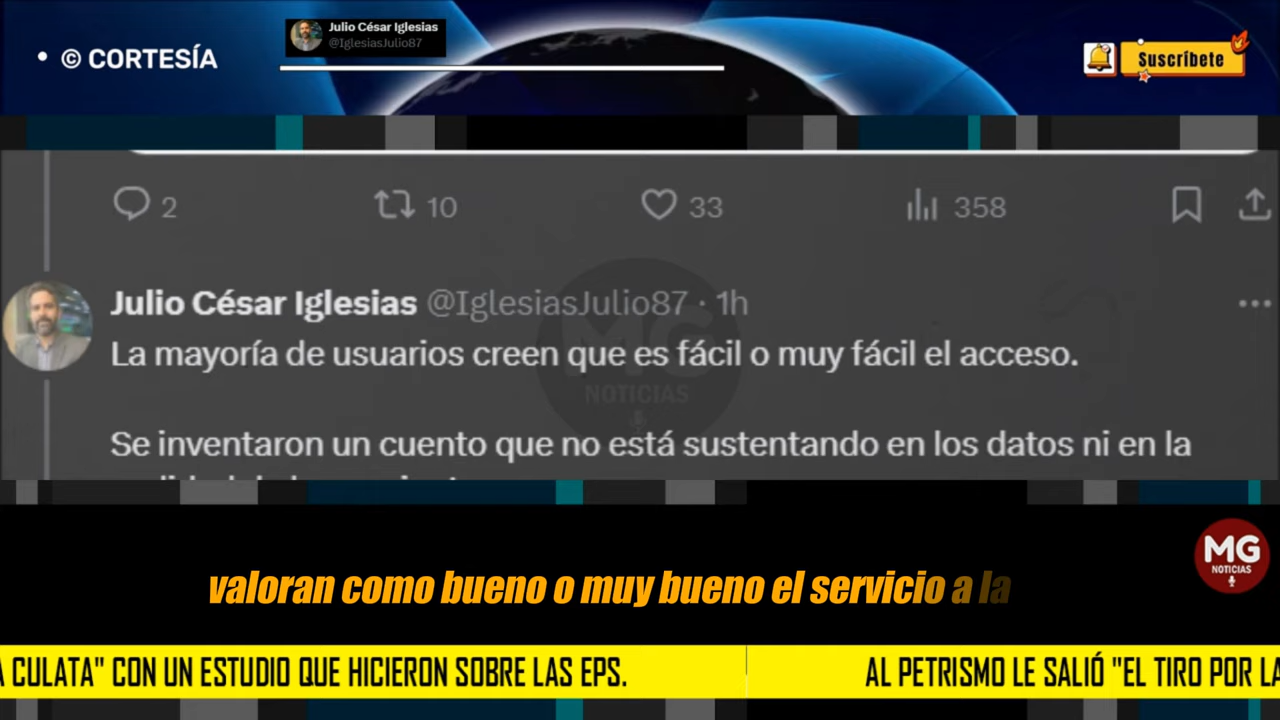 • © CORTESÍA
Julio César Iglesias
@IglesiasJulio87
Suscríbete
2
10
33
358
Julio César Iglesias @IglesiasJulio87 · 1h
La mayoría de usuarios creen que es fácil o muy fácil el acceso.
MG
NOTICIAS
Se inventaron un cuento que no está sustentando en los datos ni en la
valoran como bueno o muy bueno el servicio a la
MG
NOTICIAS
A CULATA" CON UN ESTUDIO QUE HICIERON SOBRE LAS EPS.
AL PETRISMO LE SALIÓ "EL TIRO POR LA